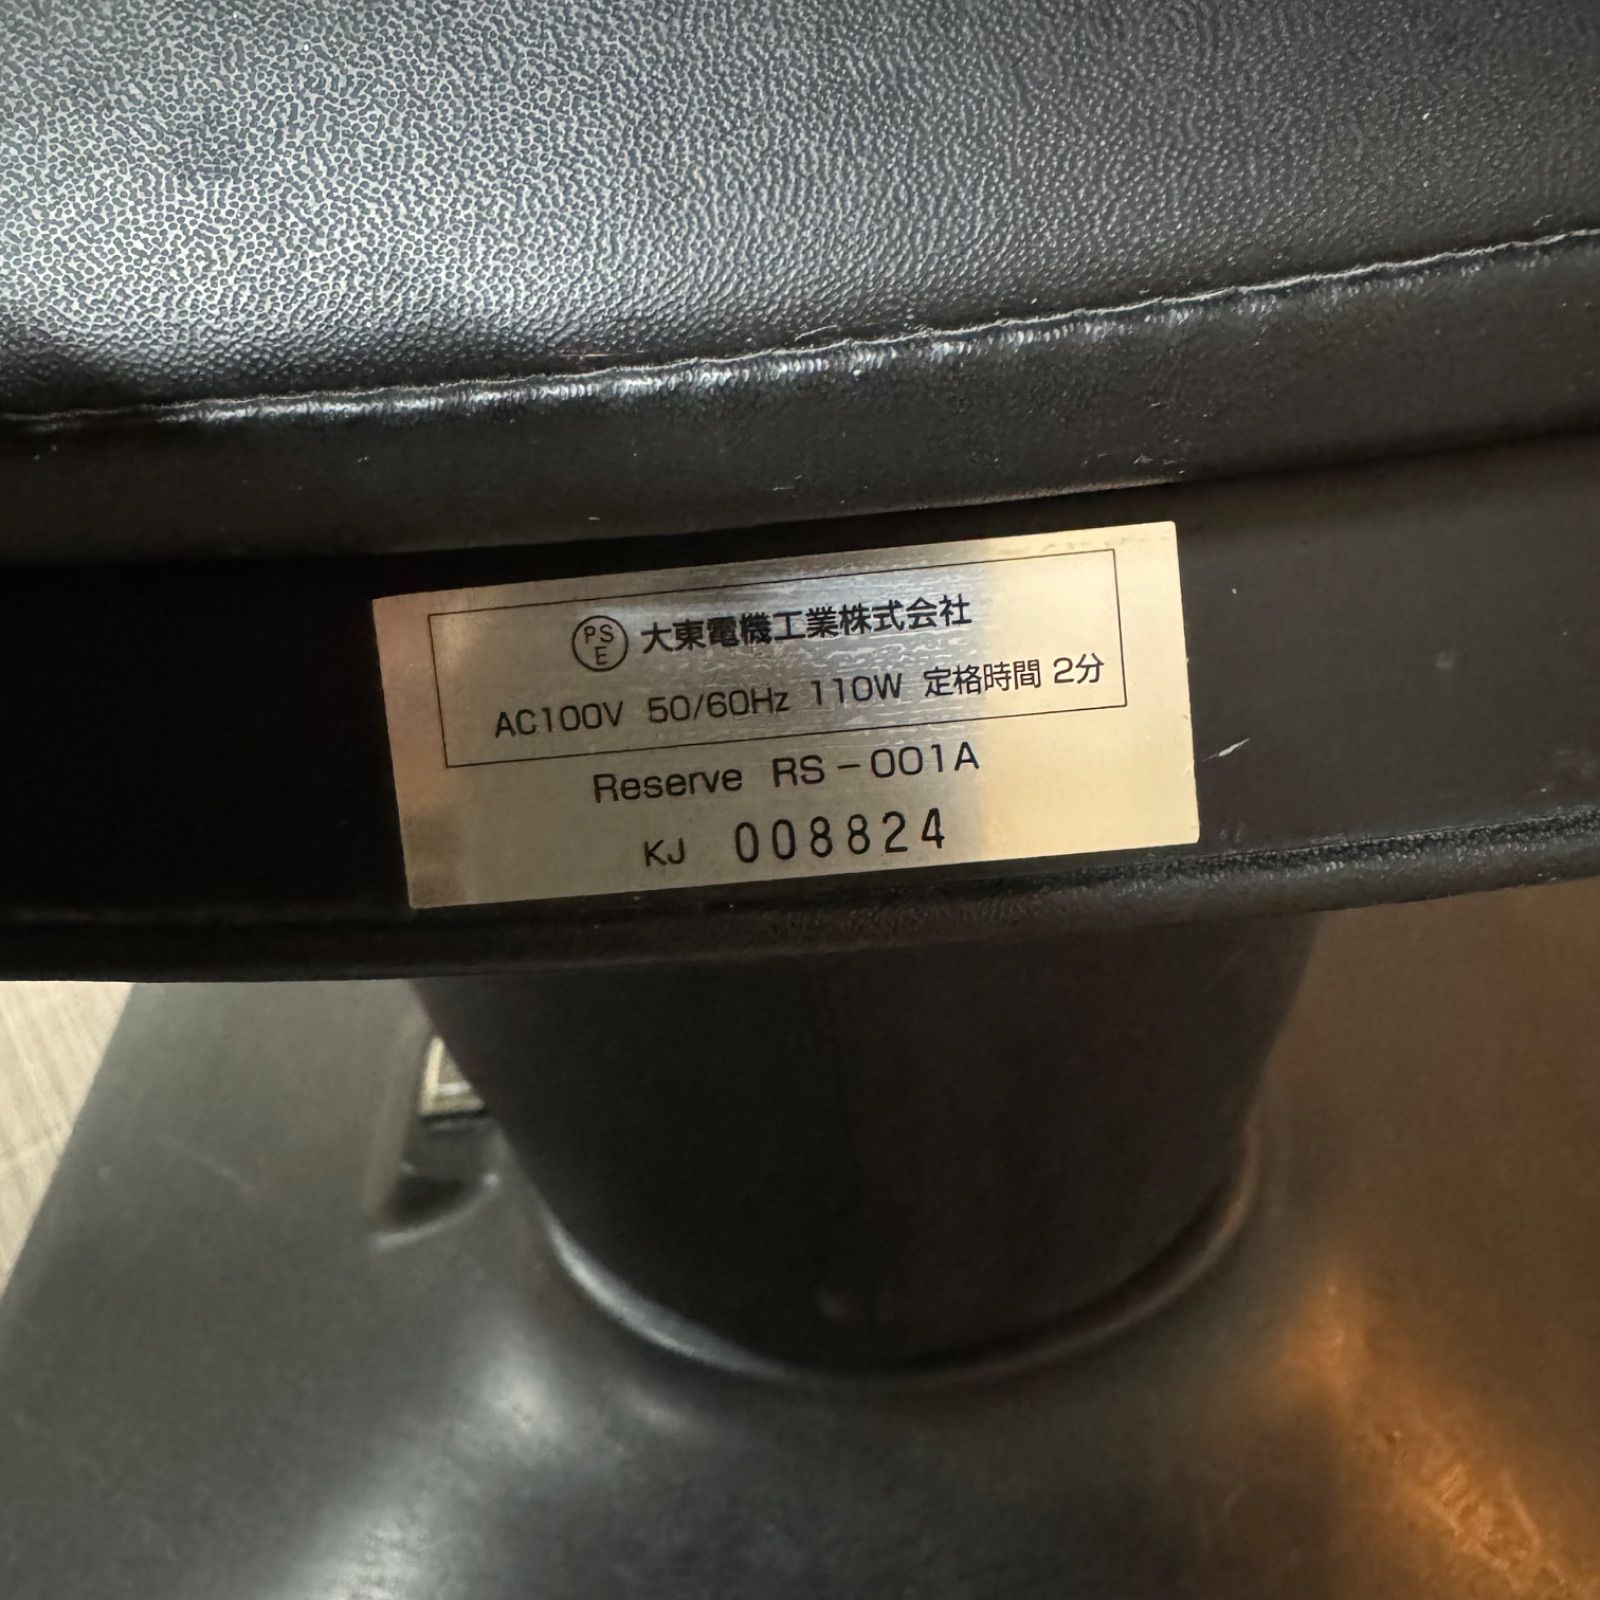 PSE 大東電機工業株式会社
AC100V 50/60Hz 110W 定格時間 2分
Reserve RS-001A
KJ 008824